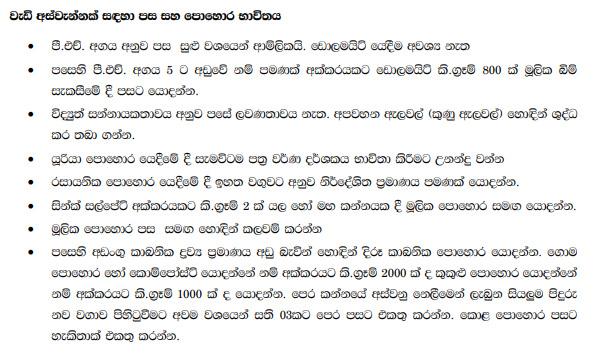 වැඩි අස්වැන්නක් සඳහා පස සහ පොහොර භාවිතය
• පී.එච්. අගය අනුව පස සුළු වශයෙන් ආම්ලිකයි. ඩොලමයිට් යෙදීම අවශ්‍ය නැත
• පසෙහි පී.එච්. අගය 5 ට අඩුවේ නම් පමණක් අක්කරයකට ඩොලමයිට් කි.ග්‍රෑම් 800 ක් මූලික බිම්
සැකසීමේ දී පසට යොදන්න.
• විද්‍යුත් සන්නායකතාවය අනුව පසේ ලවණතාවය නැත. අපවහන ඇලවල් (කුණු ඇලවල්) හොඳින් ශුද්ධ
කර තබා ගන්න.
• යූරියා පොහොර යෙදීමේ දී සැමවිටම පත්‍ර වර්ණ දර්ශකය භාවිතා කිරීමට උනන්දු වන්න
• රසායනික පොහොර යෙදීමේ දී ඉහත වගුවට අනුව නිර්දේශිත ප්‍රමාණය පමණක් යොදන්න.
• සින්ක් සල්පේට් අක්කරයකට කි.ග්‍රෑම් 2 ක් යල හෝ මහ කන්නයක දී මූලික පොහොර සමඟ යොදන්න.
• මූලික පොහොර පස සමඟ හොඳින් කලවම් කරන්න
• පසෙහි අඩංගු කාබනික ද්‍රව්‍ය ප්‍රමාණය අඩු බැවින් හොඳින් දිරූ කාබනික පොහොර යොදන්න. ගොම
පොහොර හෝ කොම්පෝස්ට් යොදන්නේ නම් අක්කරයට කි.ග්‍රෑම් 2000 ක් ද කුකුළු පොහොර යොදන්නේ
නම් අක්කරයට කි.ග්‍රෑම් 1000 ක් ද යොදන්න. පෙර කන්නයේ අස්වනු නෙලීමෙන් ලැබුන සියලුම පිදුරු
නව වගාව පිහිටුවීමට අවම වශයෙන් සති 03කට පෙර පසට එකතු කරන්න. කොළ පොහොර පසට
හැකිතාක් එකතු කරන්න.